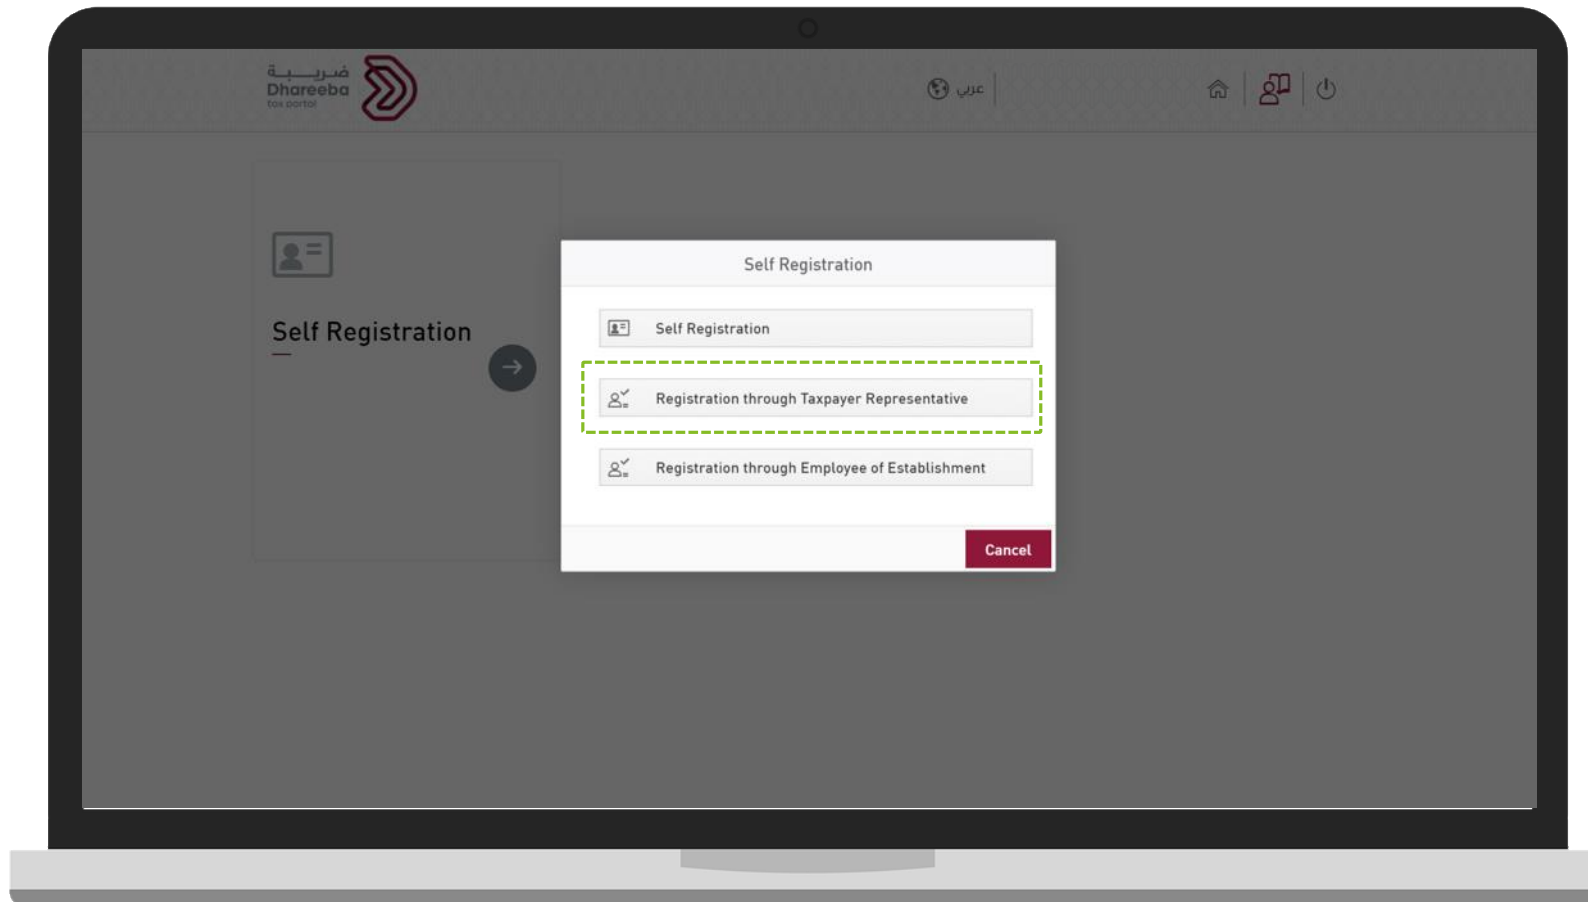 ضريبة
Dhareeba
tax portal
عربي
Self Registration
Self Registration
Self Registration
Registration through Taxpayer Representative
Registration through Employee of Establishment
Cancel